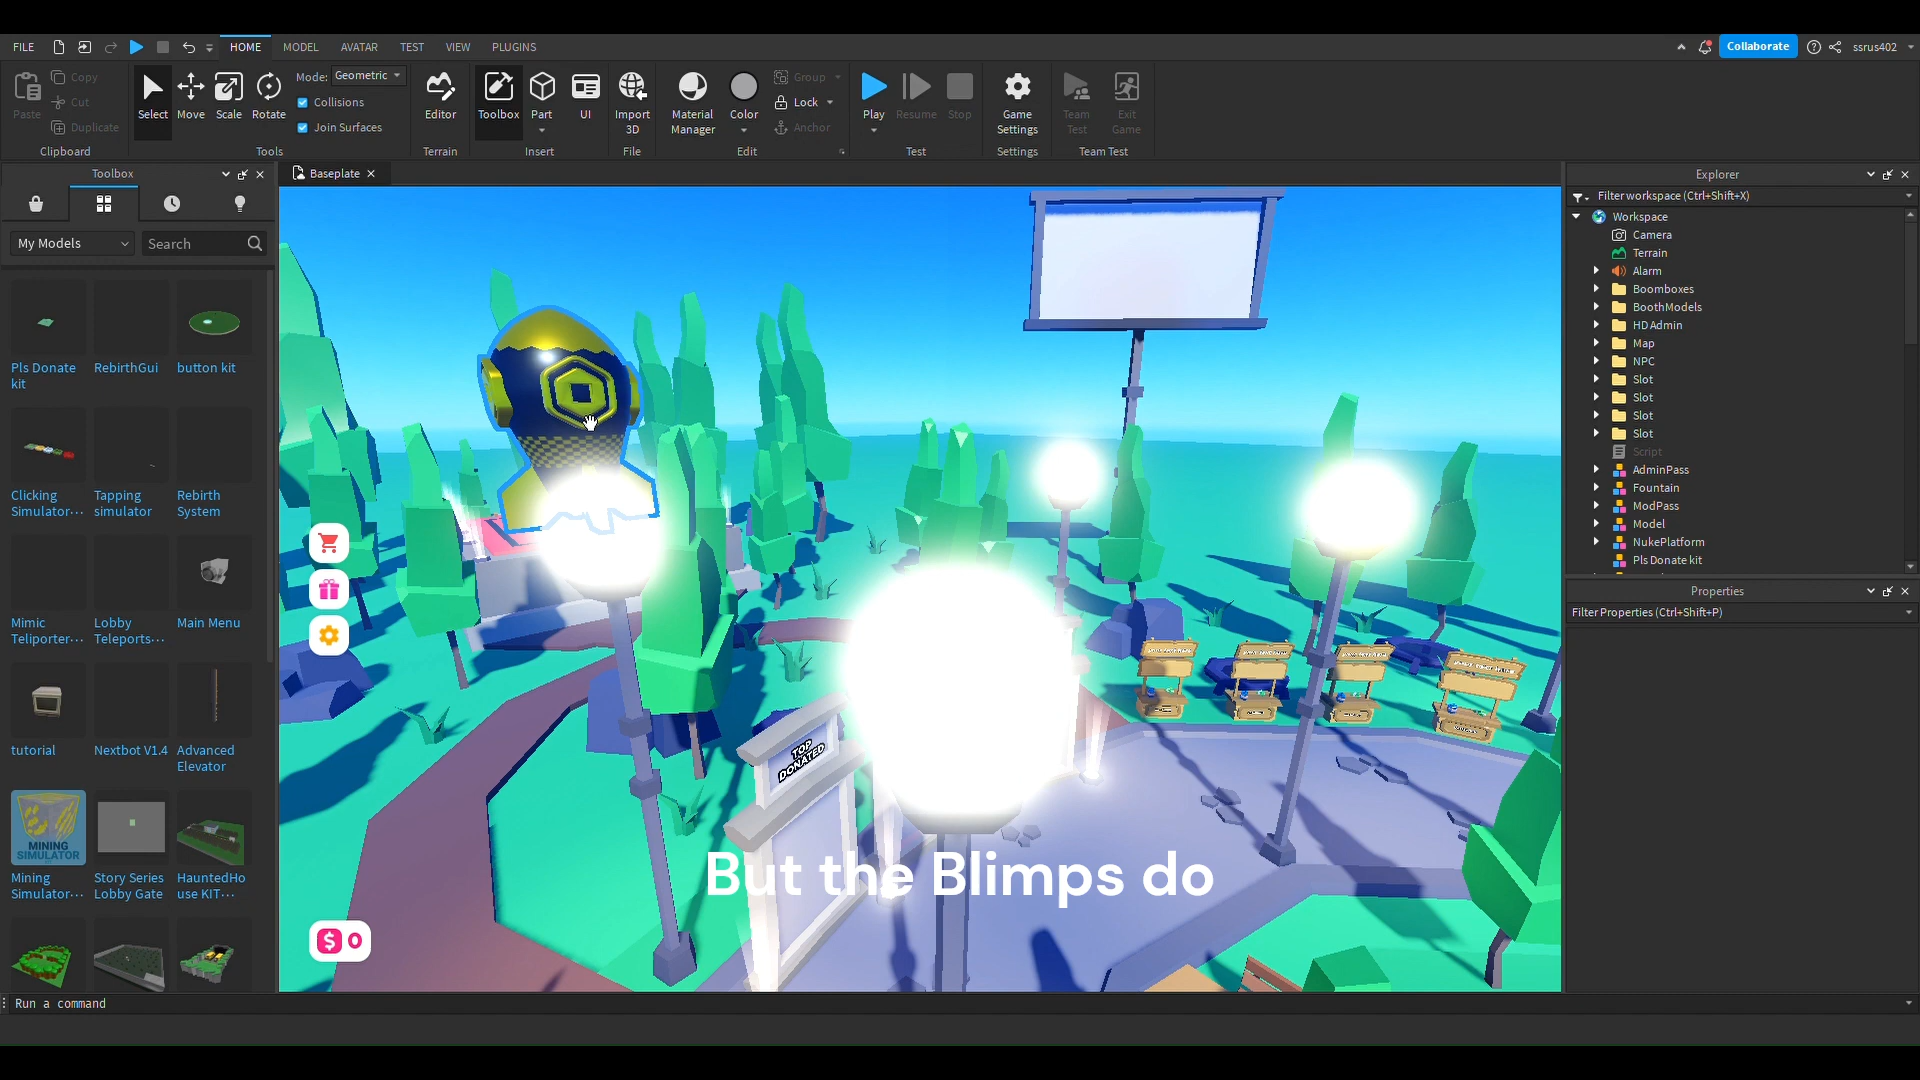 FILE
HOME
MODEL
AVATAR
TEST
VIEW
PLUGINS
Collaborate
ssrus402
Paste
Copy
Cut
Duplicate
Clipboard
Select
Move
Scale
Rotate
Mode: Geometric
Collisions
Join Surfaces
Tools
Editor
Terrain
Toolbox
Part
UI
Insert
Import
3D
File
Material
Manager
Color
Group
Lock
Anchor
Edit
Play
Resume
Stop
Test
Game
Settings
Settings
Team
Test
Exit
Game
Team Test
Toolbox
My Models
Search
Pls Donate
kit
RebirthGui
button kit
Clicking
Simulator···
Tapping
simulator
Rebirth
System
Mimic
Teliporter···
Lobby
Teleports···
Main Menu
tutorial
Nextbot V1.4
Advanced
Elevator
MINING
SIMULATOR
Mining
Simulator···
Story Series
Lobby Gate
HauntedHo
use KIT···
Baseplate
TOP
DONATED
$ 0
But the Blimps do
Explorer
Filter workspace (Ctrl+Shift+X)
Workspace
Camera
Terrain
Alarm
Boomboxes
BoothModels
HD Admin
Map
NPC
Slot
Slot
Slot
Slot
Script
AdminPass
Fountain
ModPass
Model
NukePlatform
Pls Donate kit
Properties
Filter Properties (Ctrl+Shift+P)
Run a command